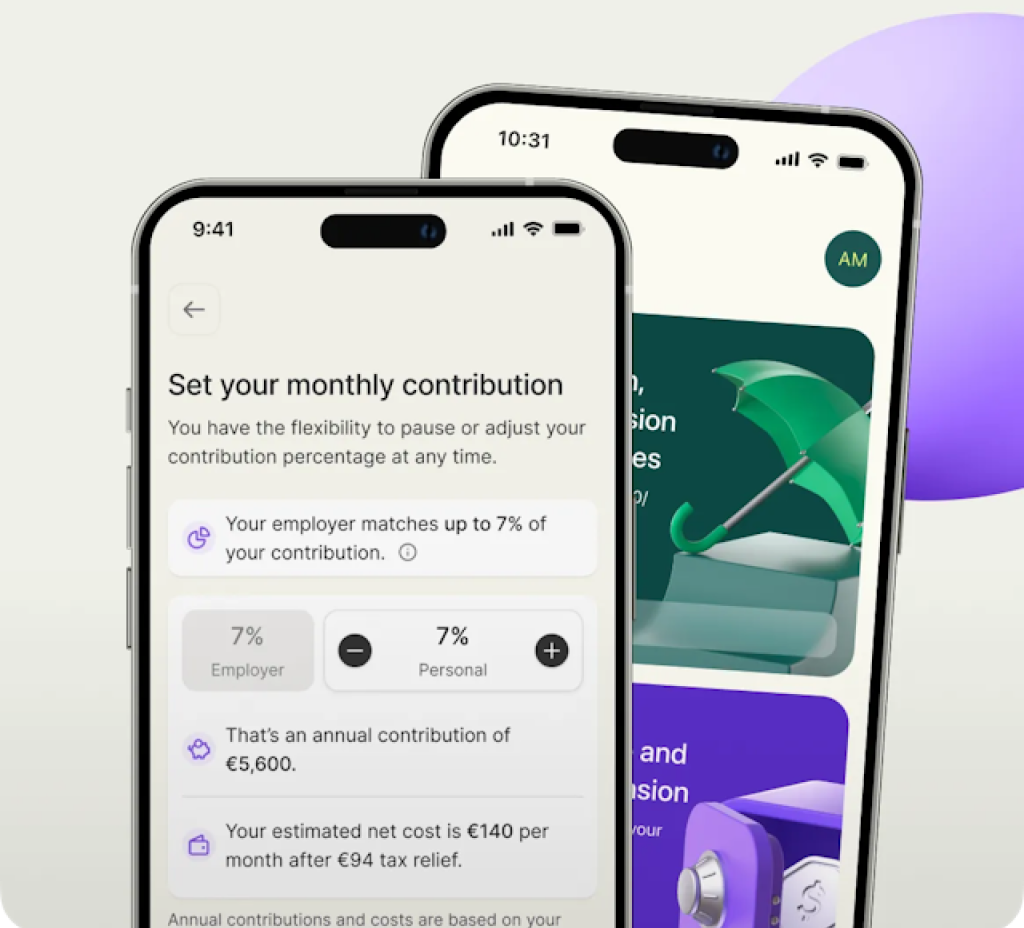 10:31
AM
9:41
Set your monthly contribution
You have the flexibility to pause or adjust your
contribution percentage at any time.
Your employer matches up to 7% of
your contribution.
7%
Employer
7%
Personal
That's an annual contribution of
€5,600.
Your estimated net cost is €140 per
month after €94 tax relief.
Annual contributions and costs are based on your
and
your